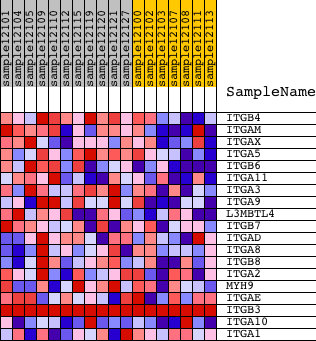 sample12101
sample12104
sample12105
sample12109
sample12110
sample12112
sample12115
sample12119
sample12120
sample12127
sample12100
sample12102
sample12103
sample12107
sample12108
sample12111
sample12113
SampleName
ITGB4
ITGAM
ITGAX
ITGA5
ITGB6
ITGA11
ITGA3
ITGA9
L3MBTL4
ITGB7
ITGAD
ITGA8
ITGB8
ITGA2
MYH9
ITGAE
ITGB3
ITGA10
ITGA1